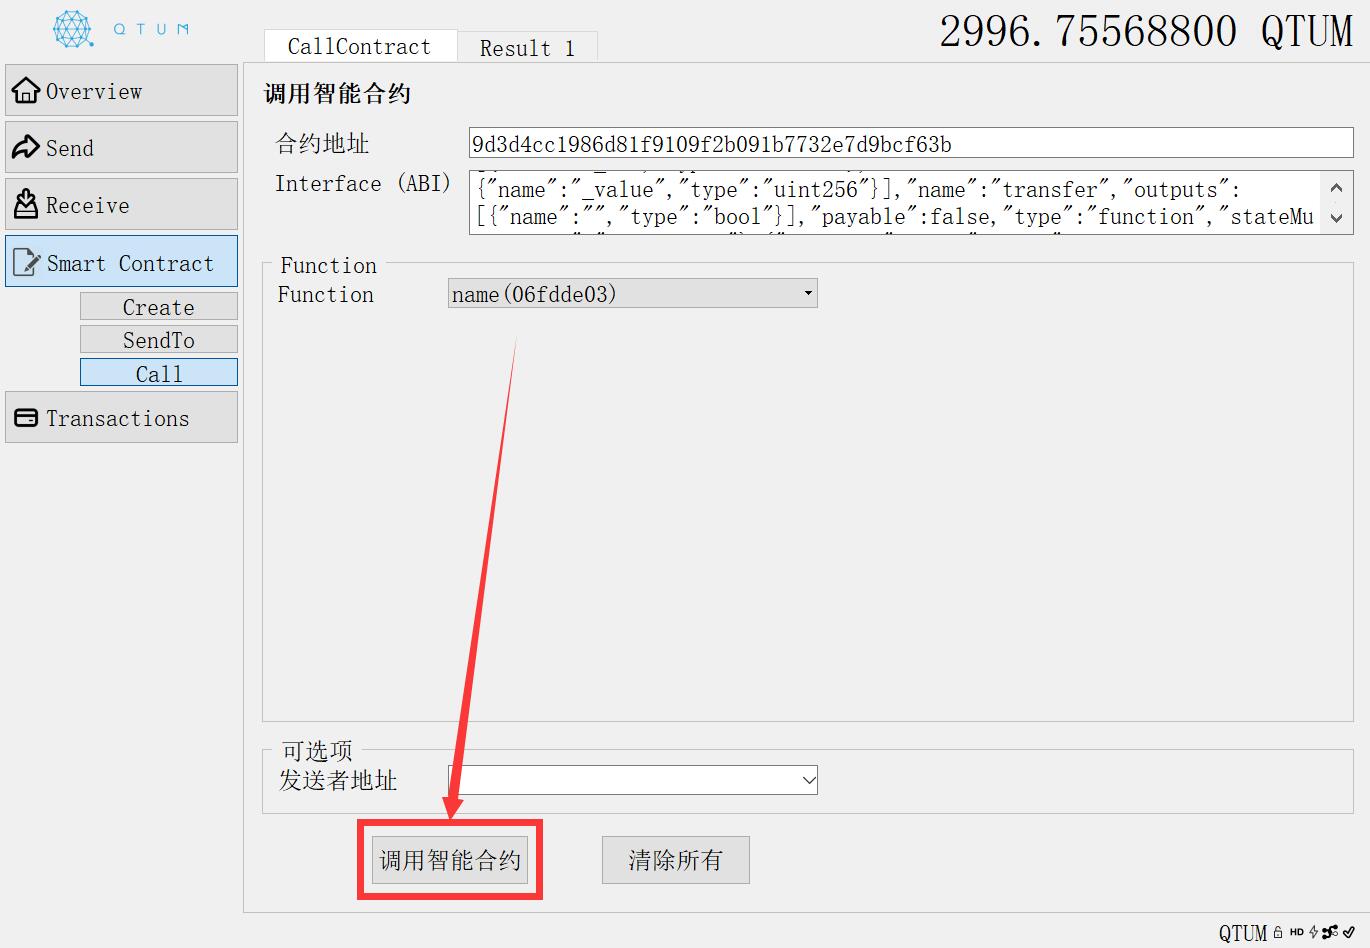 QTUM
CallContract
Result 1
2996.75568800 QTUM
Overview
Send
Receive
Smart Contract
Create
SendTo
Call
Transactions
调用智能合约
合约地址
9d3d4cc1986d81f9109f2b091b7732e7d9bcf63b
Interface (ABI)
{"name":"_value","type":"uint256"}],"name":"transfer","outputs":
[{"name":"","type":"bool"}],"payable":false,"type":"function","stateMu
Function
Function
name(06fdde03)
可选项
发送者地址
调用智能合约
清除所有
QTUM
HD